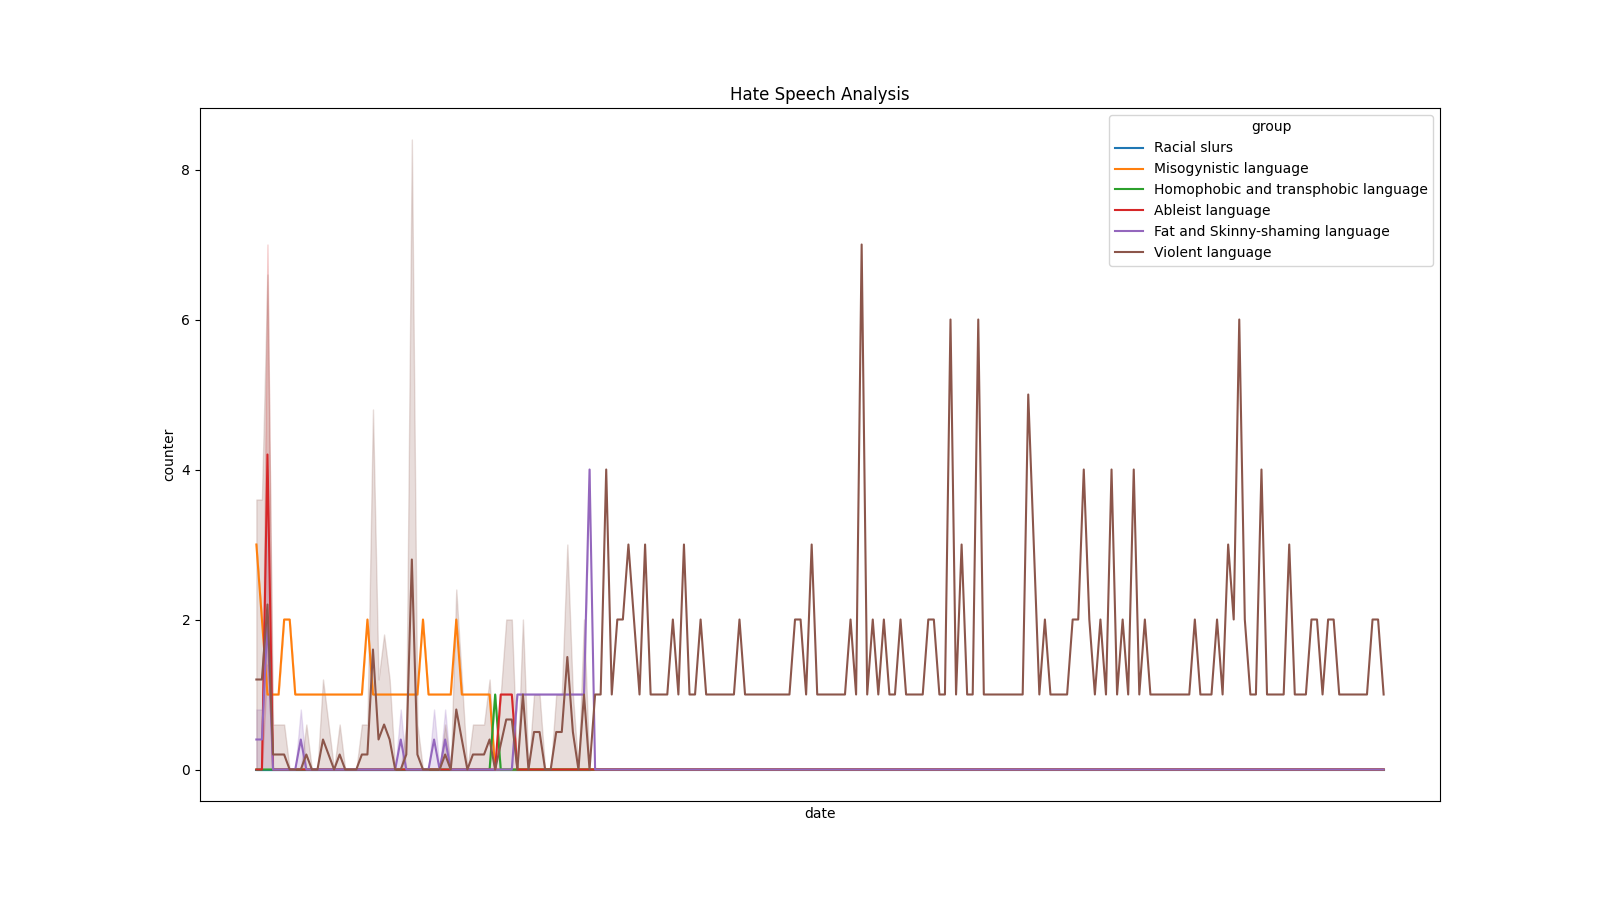 Hate Speech Analysis
group
Racial slurs
Misogynistic language
Homophobic and transphobic language
Ableist language
Fat and Skinny-shaming language
Violent language
8
6
4
2
0
counter
date